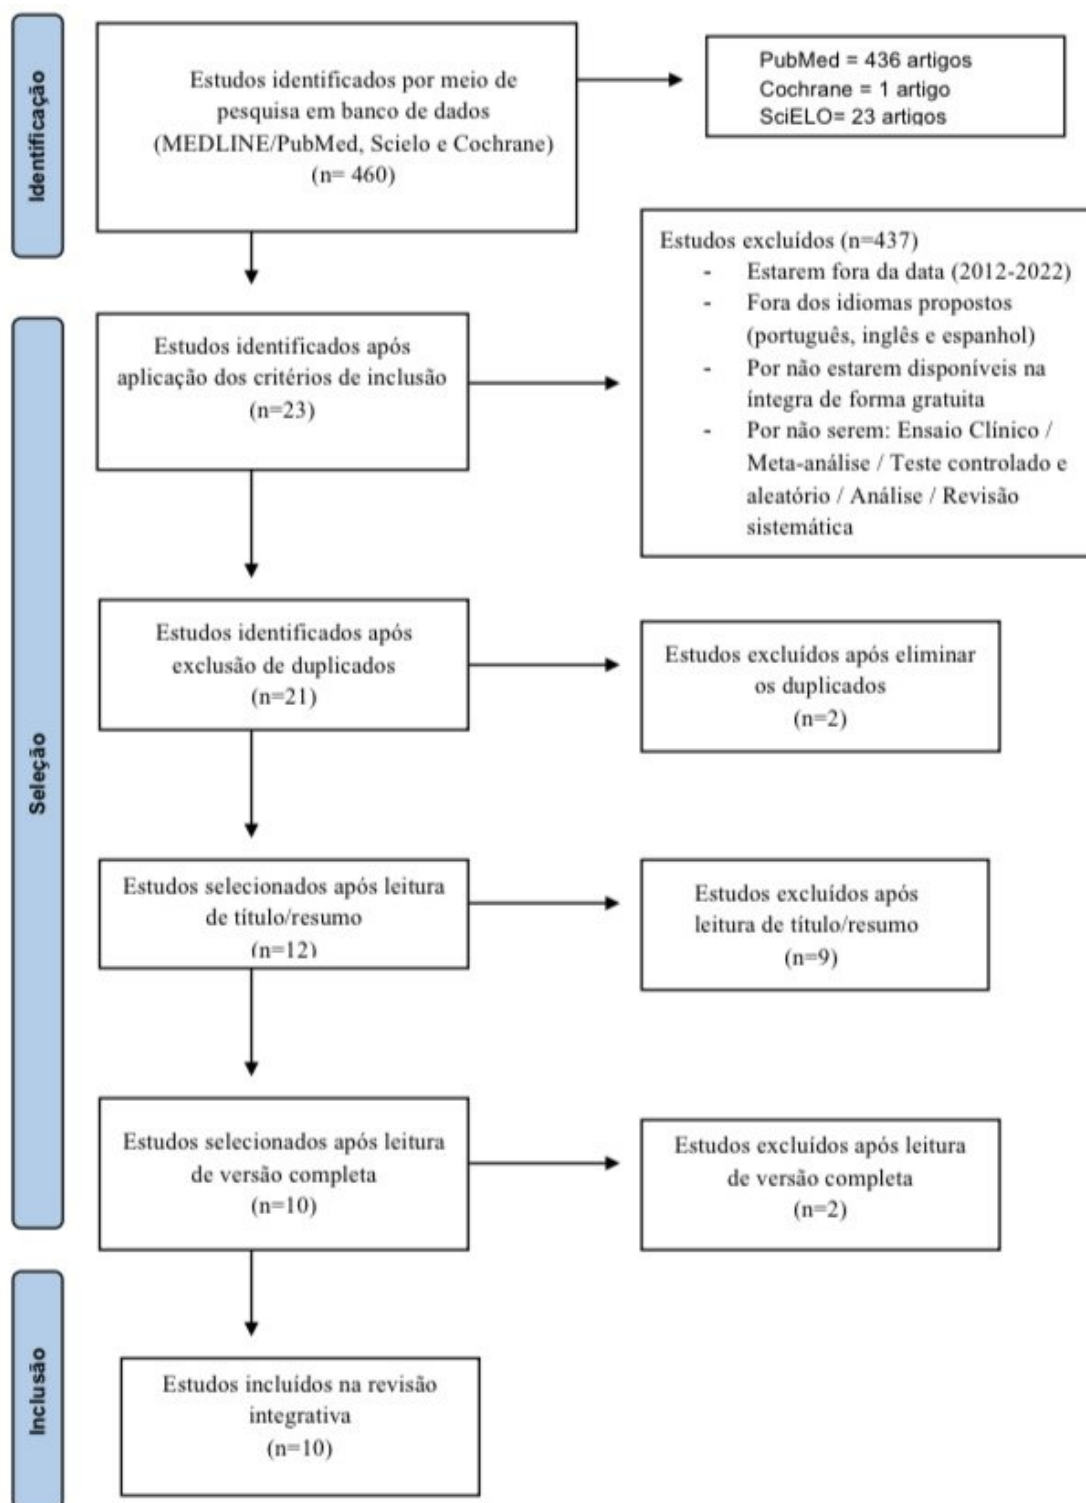 Identificação
Estudos identificados por meio de
pesquisa em banco de dados
(MEDLINE/PubMed, Scielo e Cochrane)
(n= 460)
PubMed = 436 artigos
Cochrane = 1 artigo
SciELO= 23 artigos
Estudos excluídos (n=437)
- Estarem fora da data (2012-2022)
- Fora dos idiomas propostos
(português, inglês e espanhol)
- Por não estarem disponíveis na
íntegra de forma gratuita
- Por não serem: Ensaio Clínico /
Meta-análise / Teste controlado e
aleatório / Análise / Revisão
sistemática
Seleção
Estudos identificados após
aplicação dos critérios de inclusão
(n=23)
Estudos identificados após
exclusão de duplicados
(n=21)
Estudos excluídos após eliminar
os duplicados
(n=2)
Estudos selecionados após leitura
de título/resumo
(n=12)
Estudos excluídos após
leitura de título/resumo
(n=9)
Estudos selecionados após leitura
de versão completa
(n=10)
Estudos excluídos após leitura
de versão completa
(n=2)
Inclusão
Estudos incluídos na revisão
integrativa
(n=10)